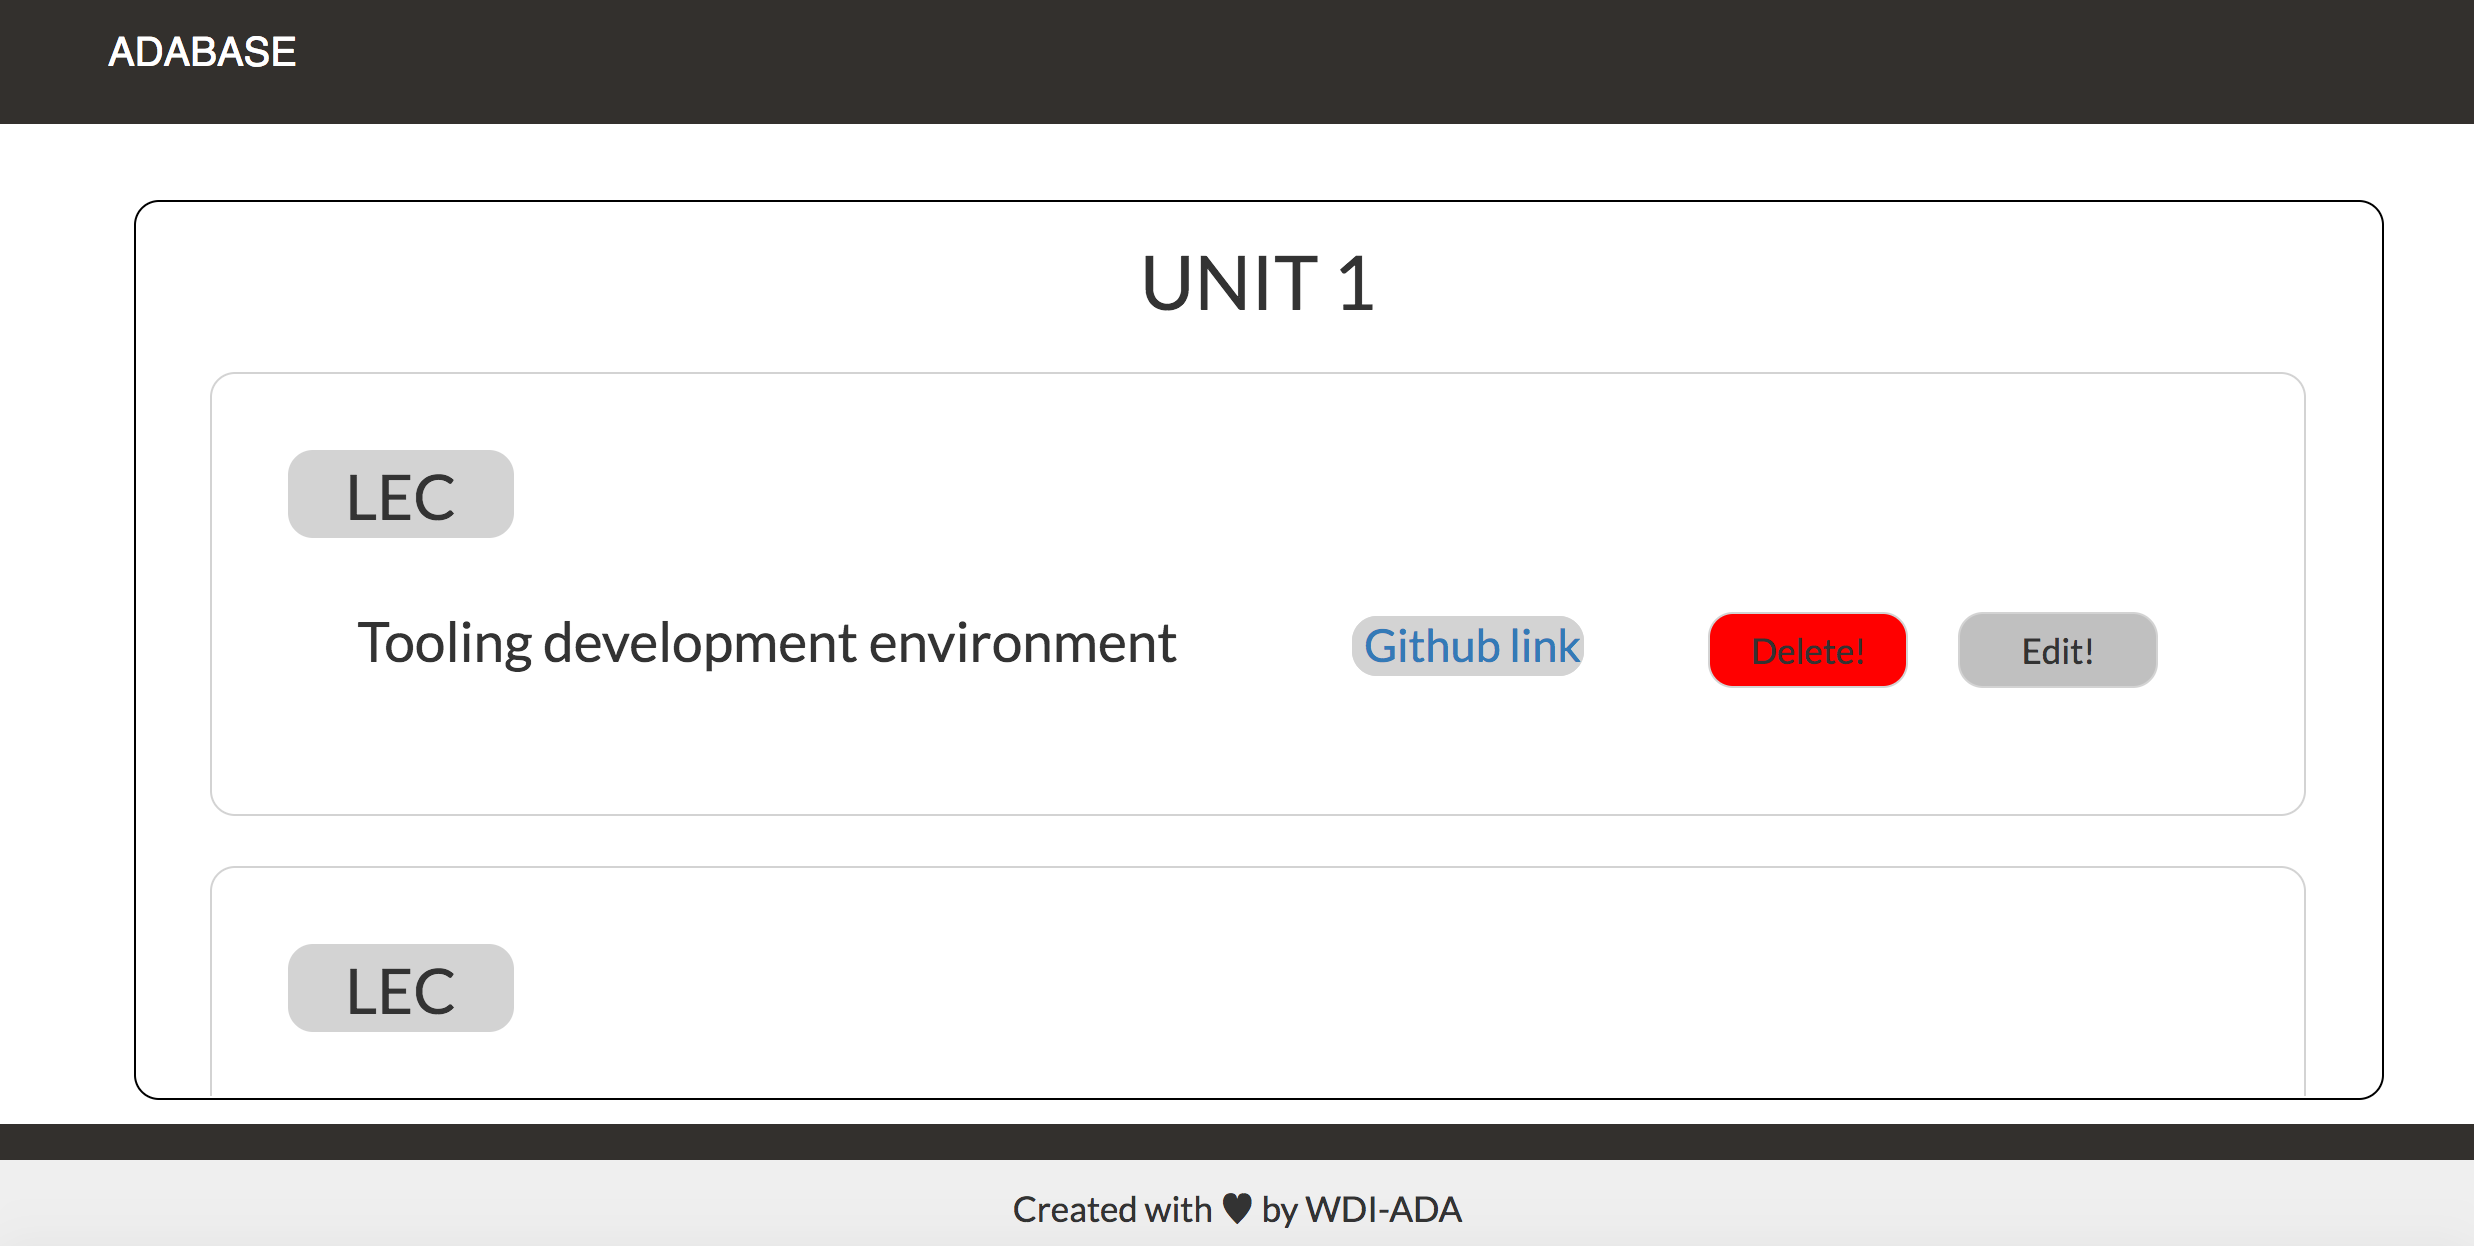 ADABASE
UNIT 1
LEC
Tooling development environment Github link Delete! Edit!
LEC
Created with ♥ by WDI-ADA